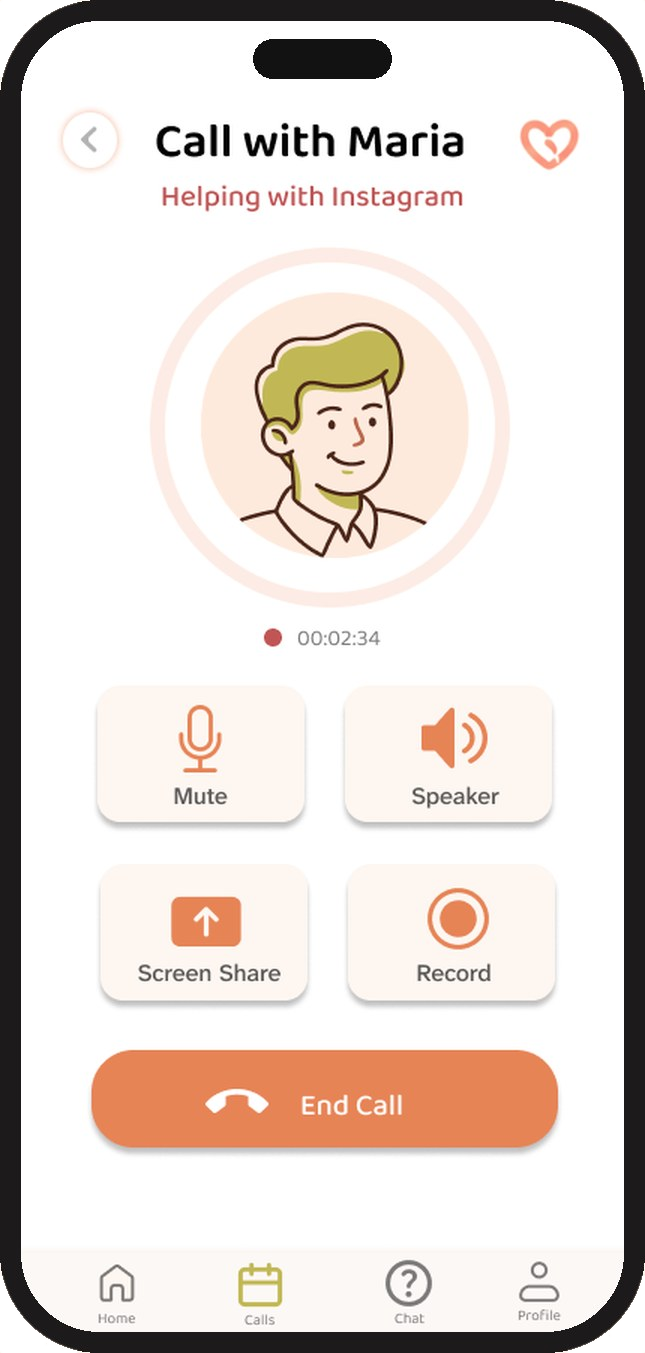 Call with Maria
Helping with Instagram
00:02:34
Mute
Speaker
Screen Share
Record
End Call
Home
Calls
Chat
Profile